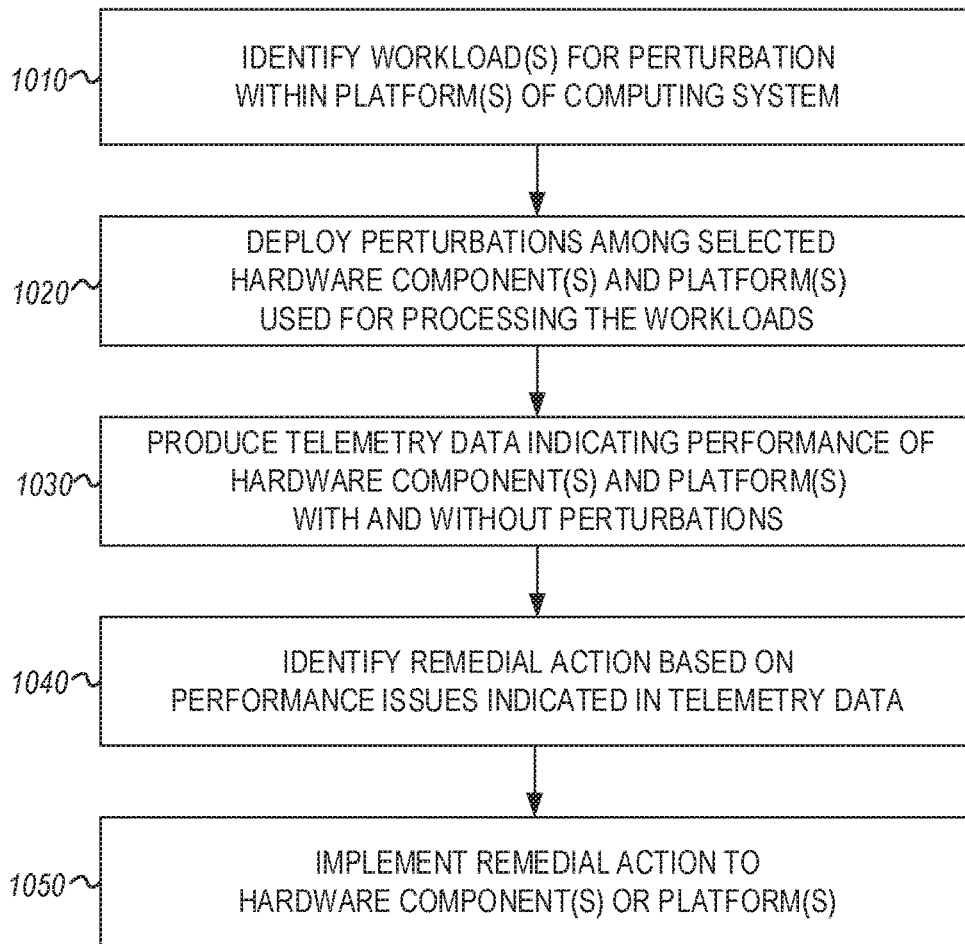 1010
IDENTIFY WORKLOAD(S) FOR PERTURBATION
WITHIN PLATFORM(S) OF COMPUTING SYSTEM
1020
DEPLOY PERTURBATIONS AMONG SELECTED
HARDWARE COMPONENT(S) AND PLATFORM(S)
USED FOR PROCESSING THE WORKLOADS
1030
PRODUCE TELEMETRY DATA INDICATING PERFORMANCE OF
HARDWARE COMPONENT(S) AND PLATFORM(S)
WITH AND WITHOUT PERTURBATIONS
1040
IDENTIFY REMEDIAL ACTION BASED ON
PERFORMANCE ISSUES INDICATED IN TELEMETRY DATA
1050
IMPLEMENT REMEDIAL ACTION TO
HARDWARE COMPONENT(S) OR PLATFORM(S)